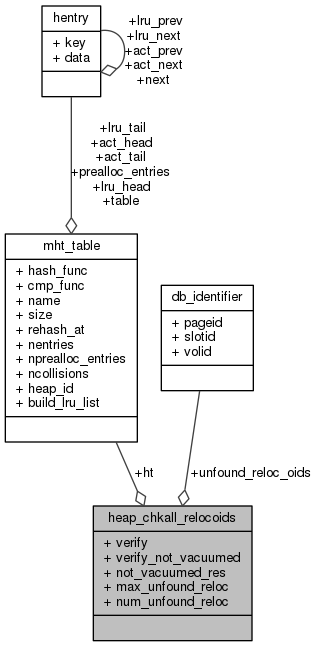 hentry
+ key
+ data
+lru_prev
+lru_next
+act_prev
+act_next
+next
+lru_tail
+act_head
+act_tail
+prealloc_entries
+lru_head
+table
mht_table
+ hash_func
+ cmp_func
+ name
+ size
+ rehash_at
+ nentries
+ nprealloc_entries
+ ncollisions
+ heap_id
+ build_lru_list
db_identifier
+ pageid
+ slotid
+ volid
+ht
+unfound_reloc_oids
heap_chkall_relocoids
+ verify
+ verify_not_vacuumed
+ not_vacuumed_res
+ max_unfound_reloc
+ num_unfound_reloc